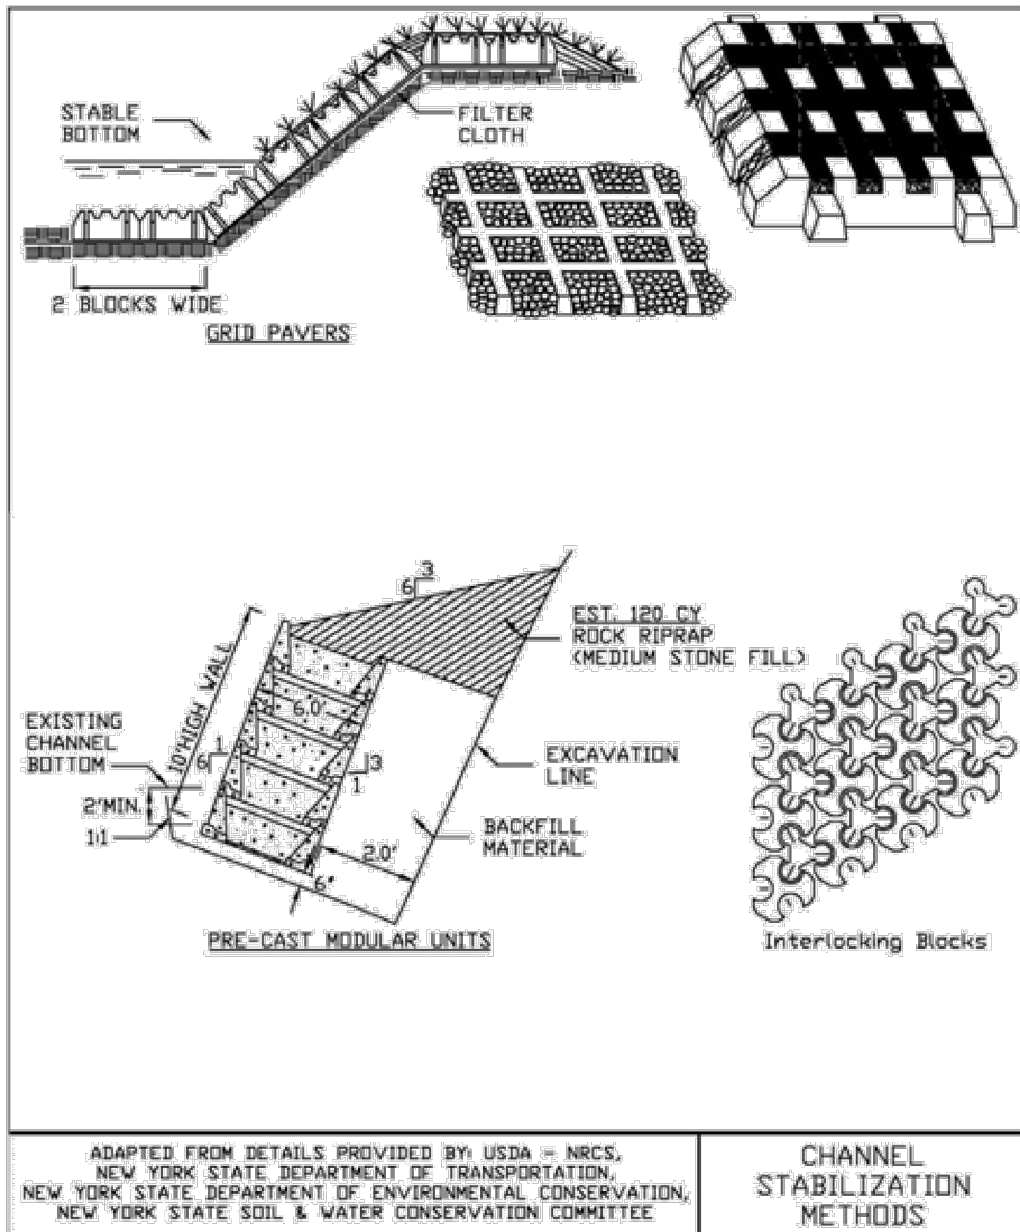 STABLE
BOTTOM
FILTER
CLOTH
2 BLOCKS WIDE
GRID PAVERS
3
6
EST. 120 CY
ROCK RIPRAP
(MEDIUM STONE FILL)
10'HIGH WALL
6.0'
EXISTING
CHANNEL
BOTTOM
1
6
3
1
EXCAVATION
LINE
2'MIN.
1:1
BACKFILL
MATERIAL
2.0'
6"
PRE-CAST MODULAR UNITS
Interlocking Blocks
ADAPTED FROM DETAILS PROVIDED BY: USDA - NRCS,
NEW YORK STATE DEPARTMENT OF TRANSPORTATION,
NEW YORK STATE DEPARTMENT OF ENVIRONMENTAL CONSERVATION,
NEW YORK STATE SOIL & WATER CONSERVATION COMMITTEE
CHANNEL
STABILIZATION
METHODS